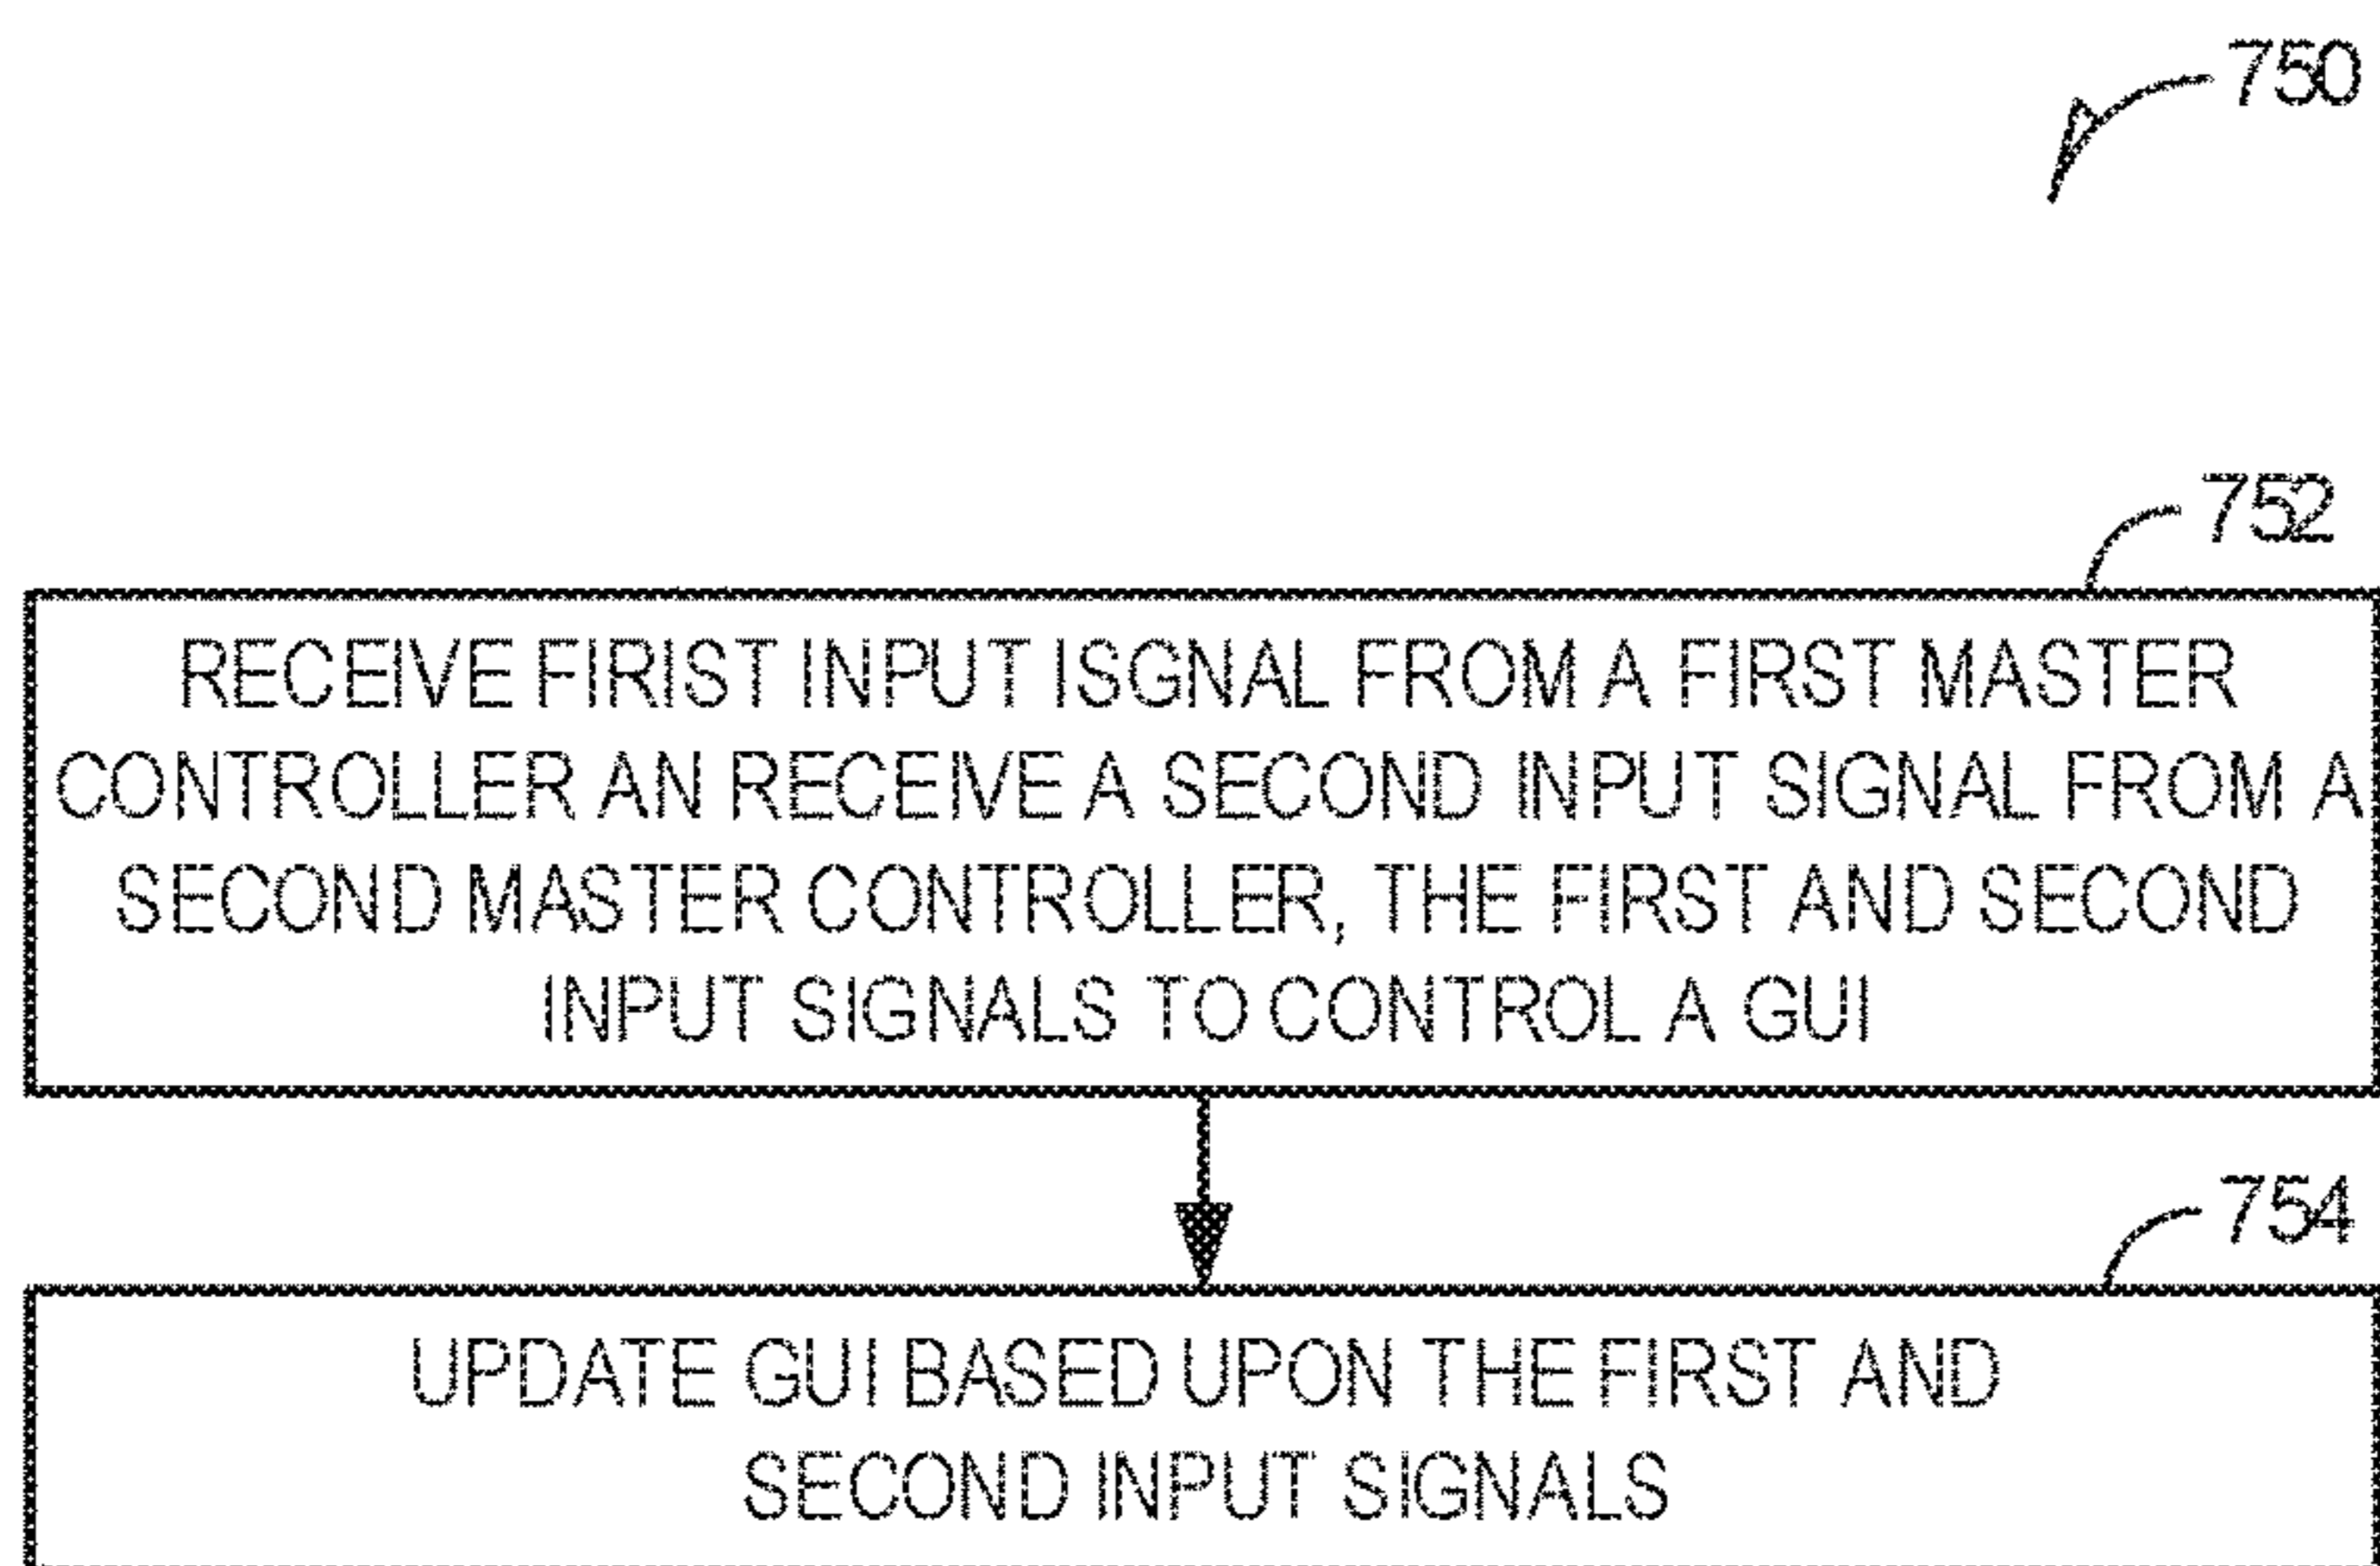 750
752
RECEIVE FIRIST INPUT ISGNAL FROM A FIRST MASTER
CONTROLLER AN RECEIVE A SECOND INPUT SIGNAL FROM A
SECOND MASTER CONTROLLER, THE FIRST AND SECOND
INPUT SIGNALS TO CONTROL A GUI
754
UPDATE GUI BASED UPON THE FIRST AND
SECOND INPUT SIGNALS